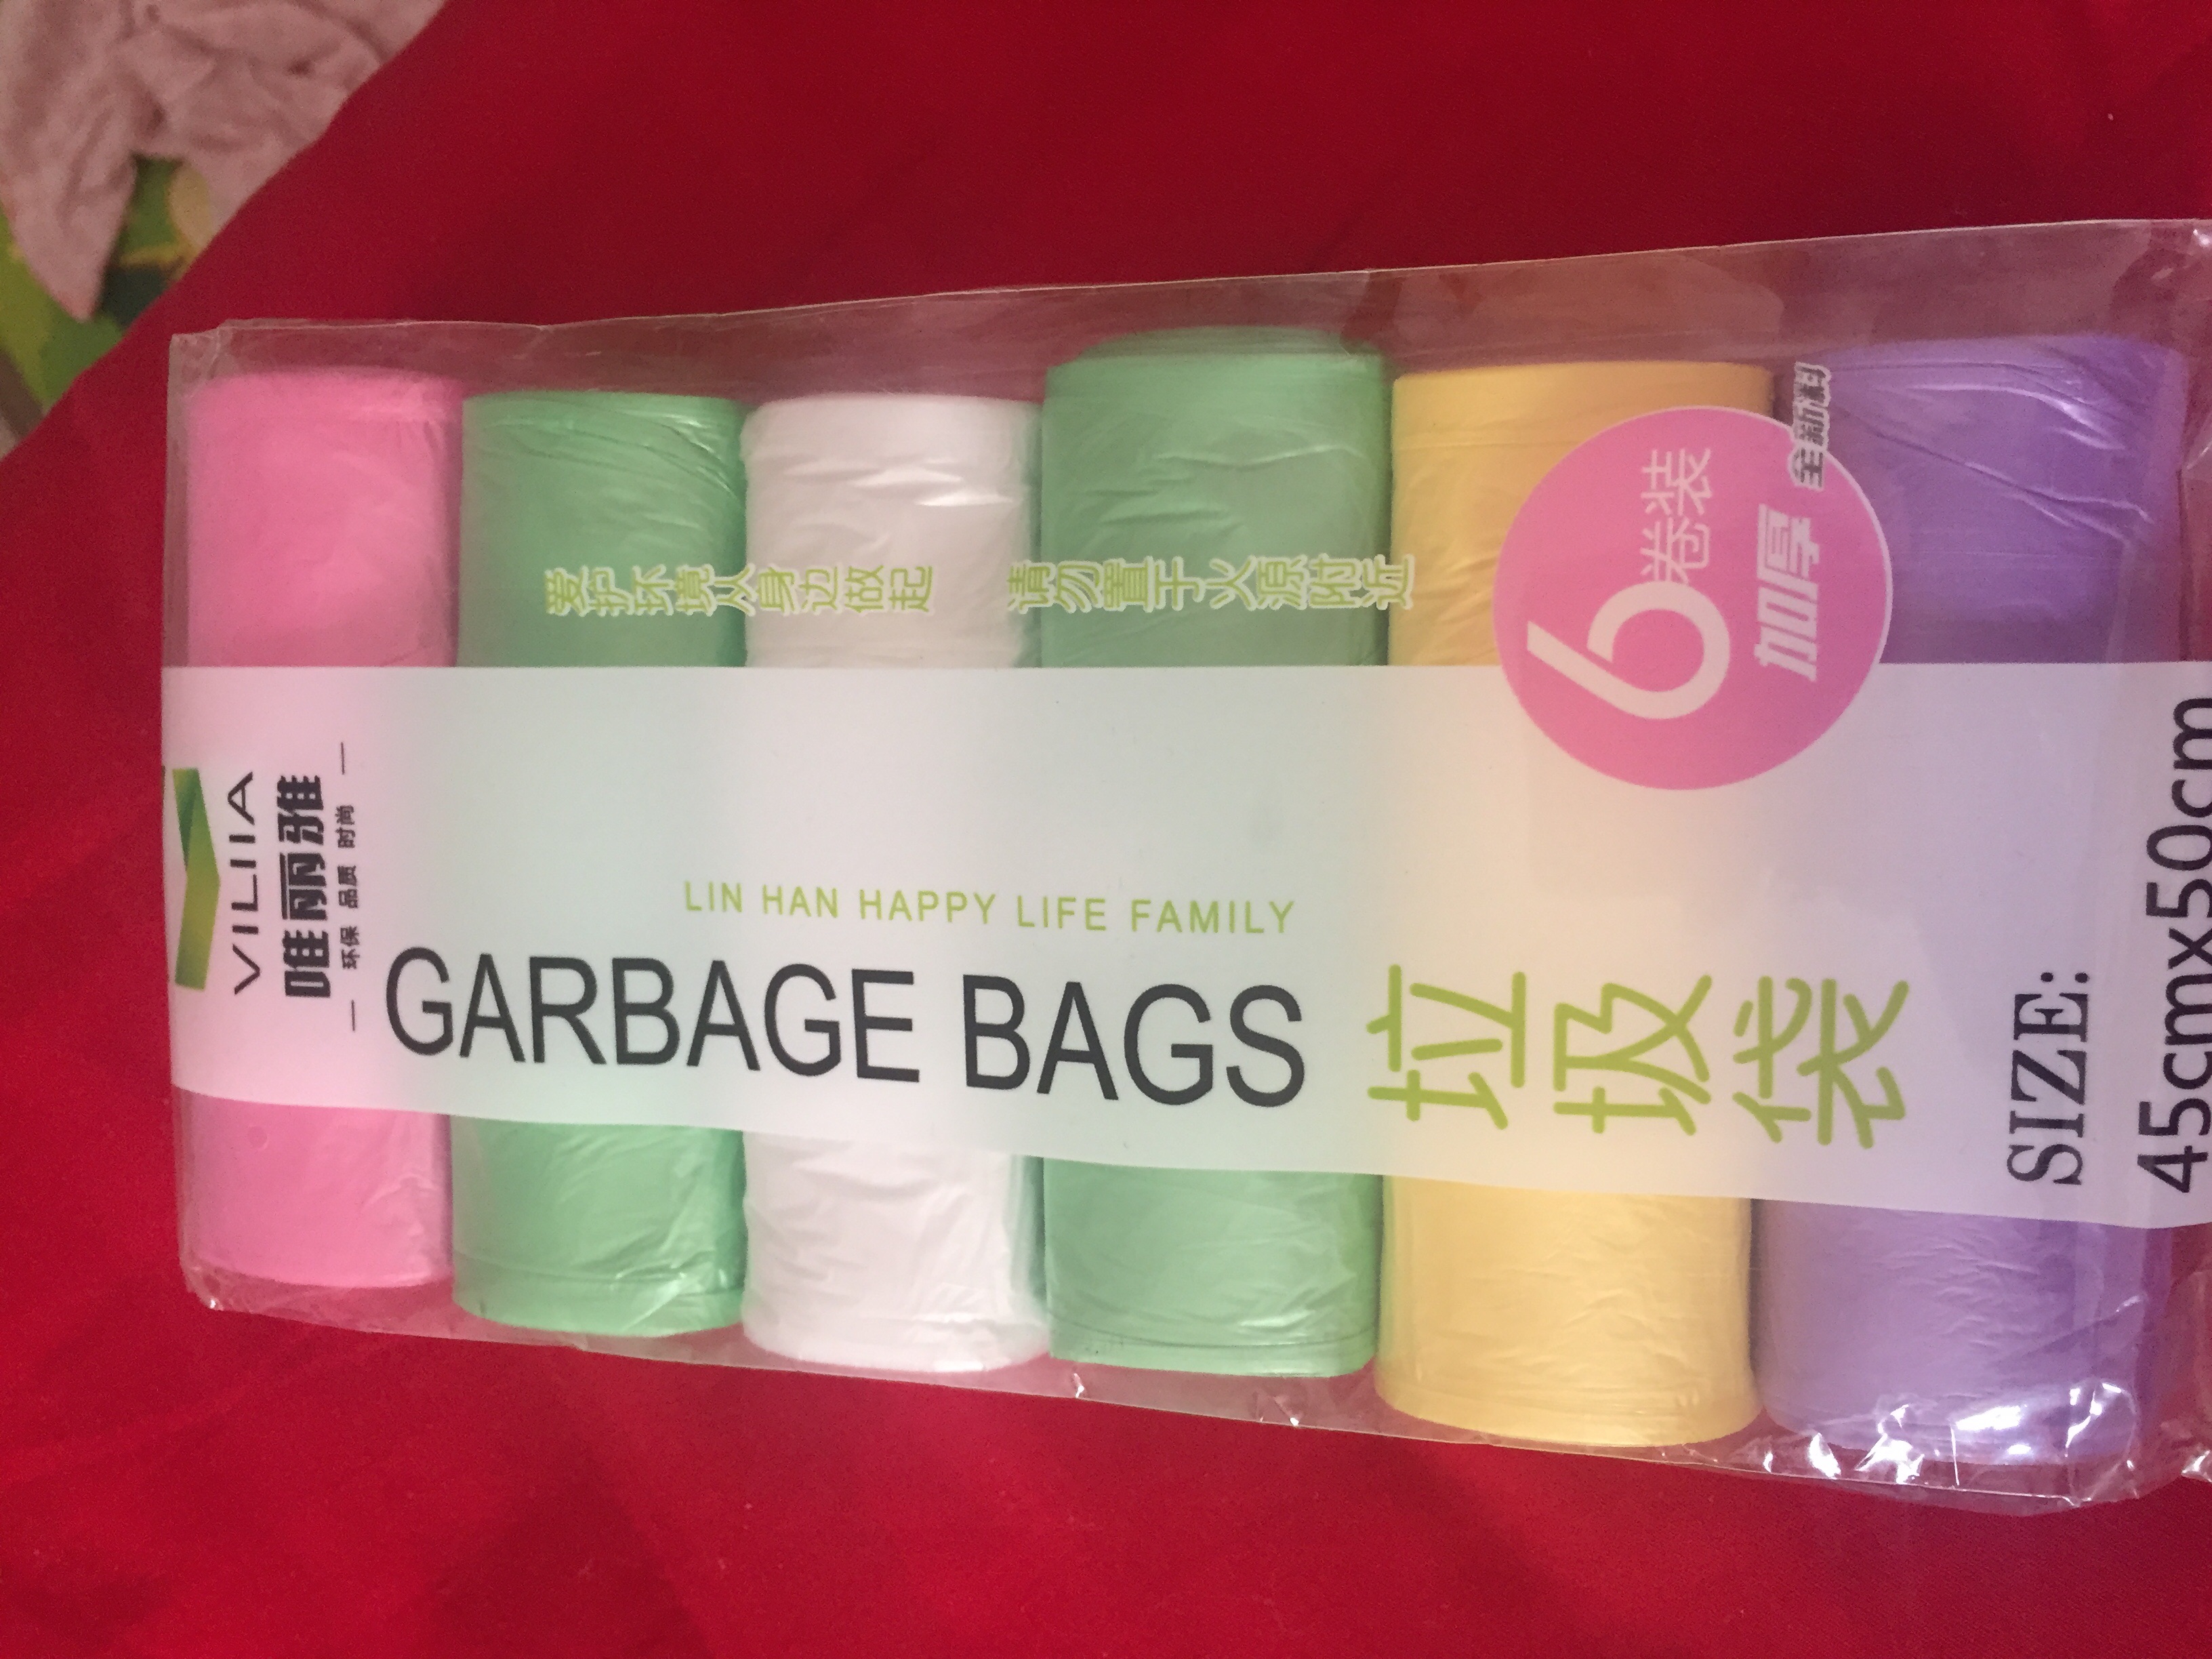 VILIIA
唯丽雅
环保 品质 时尚
爱护环境人身边做起
请勿置于火源附近
LIN HAN HAPPY LIFE FAMILY
GARBAGE BAGS
垃圾袋
6卷装
加厚
全新料
SIZE:
45cmx50cm